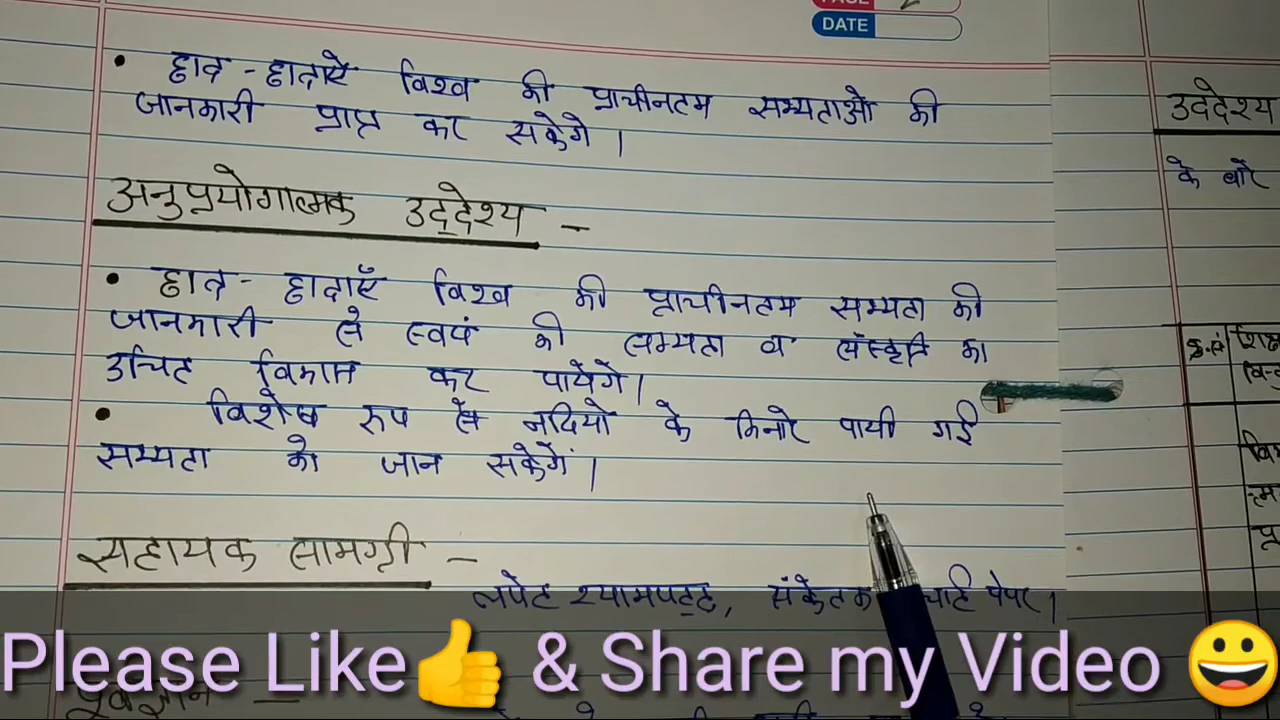 PAGE
DATE
• छात्र - छात्राऐं विश्व की प्राचीनतम सभ्यताओ की
जानकारी प्राप्त कर सकेगे ।
अनुप्रयोगात्मक उद्देश्य -
• छात्र - छात्राएँ विश्व की प्राचीनतम सभ्यता की
जानकारी से स्वयं की सभ्यता व संस्कृति का
उचित विकास कर पायेगे ।
• विशेष रूप से नदियो के किनारे पायी गई
सभ्यता को जान सकेगें ।
सहायक सामग्री -
लपेट श्यामपट्ट, संकेतक चार्ट पेपर ।
पूर्वज्ञान -
उद्देश्य
के बारे
क्र.सं
Please Like👍 & Share my Video 😀